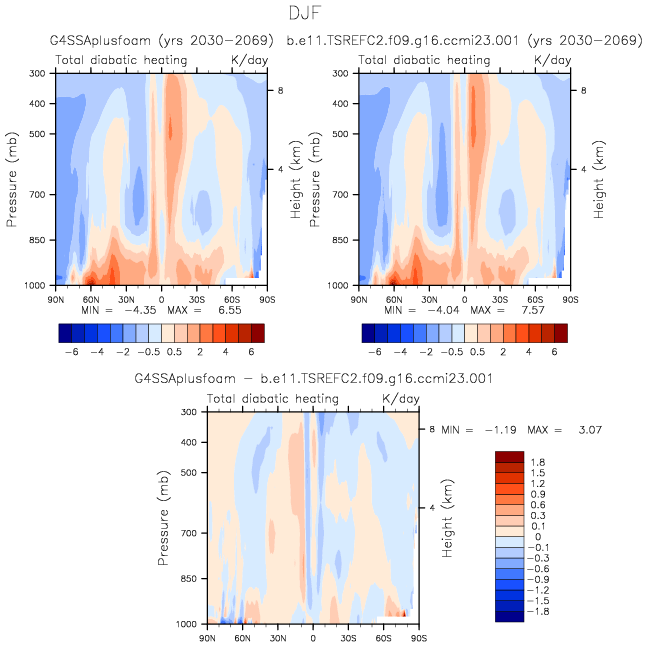 DJF
G4SSAplusfoam (yrs 2030-2069) b.e11.TSREFC2.f09.g16.ccmi23.001 (yrs 2030-2069)
Total diabatic heating K/day Total diabatic heating K/day
300
400
500
700
850
1000
Pressure (mb)
8
4
Height (km)
90N 60N 30N 0 30S 60S 90S
MIN = -4.35 MAX = 6.55
-6 -4 -2 -0.5 0.5 2 4 6
300
400
500
700
850
1000
Pressure (mb)
8
4
Height (km)
90N 60N 30N 0 30S 60S 90S
MIN = -4.04 MAX = 7.57
-6 -4 -2 -0.5 0.5 2 4 6
G4SSAplusfoam - b.e11.TSREFC2.f09.g16.ccmi23.001
Total diabatic heating K/day
300
400
500
700
850
1000
Pressure (mb)
8
4
Height (km)
90N 60N 30N 0 30S 60S 90S
MIN = -1.19 MAX = 3.07
1.8
1.5
1.2
0.9
0.6
0.3
0.1
0
-0.1
-0.3
-0.6
-0.9
-1.2
-1.5
-1.8